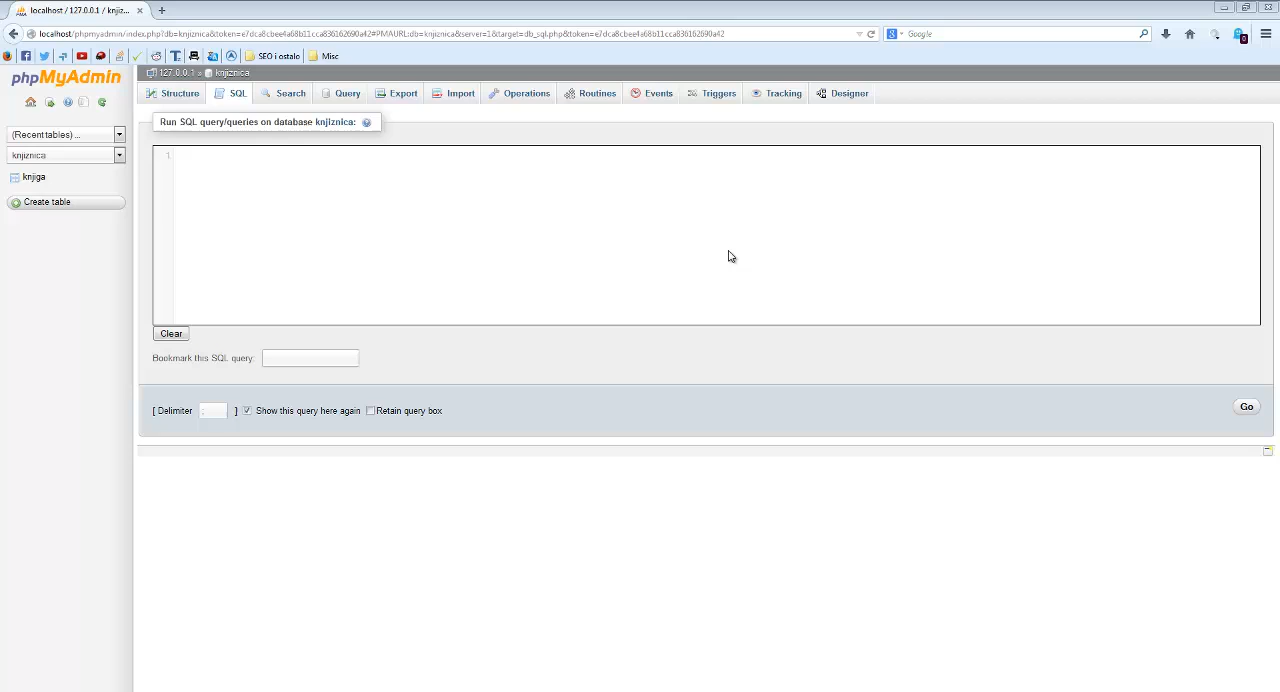 localhost / 127.0.0.1 / knjiz...
localhost/phpmyadmin/index.php?db=knjiznica&token=e7dca8cbee4a68b11cca836162690a42#PMAURL:db=knjiznica&server=1&target=db_sql.php&token=e7dca8cbee4a68b11cca836162690a42
Google
SEO i ostalo
Misc
phpMyAdmin
127.0.0.1 » knjiznica
Structure
SQL
Search
Query
Export
Import
Operations
Routines
Events
Triggers
Tracking
Designer
(Recent tables) ...
knjiznica
knjiga
Create table
Run SQL query/queries on database knjiznica:
1
Clear
Bookmark this SQL query:
[ Delimiter ; ] Show this query here again Retain query box
Go